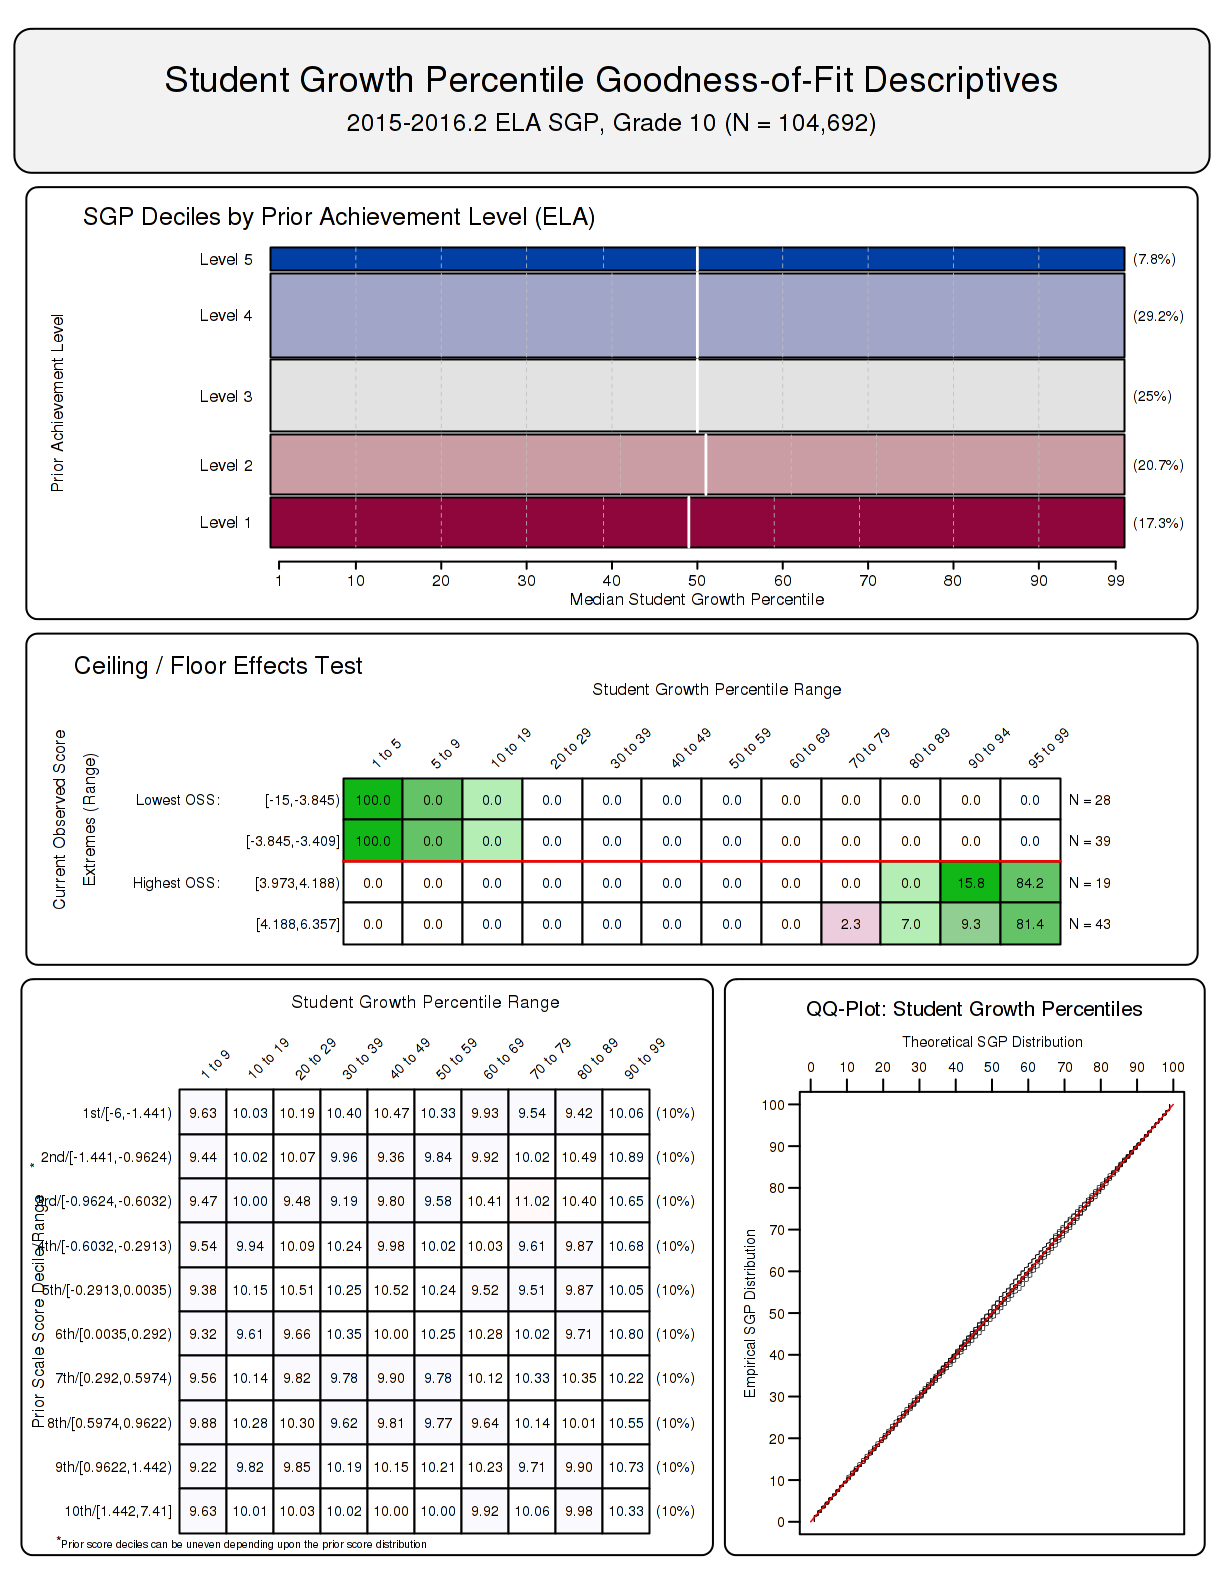 Student Growth Percentile Goodness-of-Fit Descriptives
2015-2016.2 ELA SGP, Grade 10 (N = 104,692)
SGP Deciles by Prior Achievement Level (ELA)
Prior Achievement Level
Level 5 (7.8%)
Level 4 (29.2%)
Level 3 (25%)
Level 2 (20.7%)
Level 1 (17.3%)
1 10 20 30 40 50 60 70 80 90 99
Median Student Growth Percentile
Ceiling / Floor Effects Test
Student Growth Percentile Range
Current Observed Score
Extremes (Range)
1 to 5 5 to 9 10 to 19 20 to 29 30 to 39 40 to 49 50 to 59 60 to 69 70 to 79 80 to 89 90 to 94 95 to 99
Lowest OSS: [-15,-3.845) 100.0 0.0 0.0 0.0 0.0 0.0 0.0 0.0 0.0 0.0 0.0 0.0 N = 28
[-3.845,-3.409] 100.0 0.0 0.0 0.0 0.0 0.0 0.0 0.0 0.0 0.0 0.0 0.0 N = 39
Highest OSS: [3.973,4.188) 0.0 0.0 0.0 0.0 0.0 0.0 0.0 0.0 0.0 0.0 15.8 84.2 N = 19
[4.188,6.357] 0.0 0.0 0.0 0.0 0.0 0.0 0.0 0.0 2.3 7.0 9.3 81.4 N = 43
Student Growth Percentile Range
Prior Scale Score Decile/Range *
1 to 9 10 to 19 20 to 29 30 to 39 40 to 49 50 to 59 60 to 69 70 to 79 80 to 89 90 to 99
1st/[-6,-1.441) 9.63 10.03 10.19 10.40 10.47 10.33 9.93 9.54 9.42 10.06 (10%)
2nd/[-1.441,-0.9624) 9.44 10.02 10.07 9.96 9.36 9.84 9.92 10.02 10.49 10.89 (10%)
3rd/[-0.9624,-0.6032) 9.47 10.00 9.48 9.19 9.80 9.58 10.41 11.02 10.40 10.65 (10%)
4th/[-0.6032,-0.2913) 9.54 9.94 10.09 10.24 9.98 10.02 10.03 9.61 9.87 10.68 (10%)
5th/[-0.2913,0.0035) 9.38 10.15 10.51 10.25 10.52 10.24 9.52 9.51 9.87 10.05 (10%)
6th/[0.0035,0.292) 9.32 9.61 9.66 10.35 10.00 10.25 10.28 10.02 9.71 10.80 (10%)
7th/[0.292,0.5974) 9.56 10.14 9.82 9.78 9.90 9.78 10.12 10.33 10.35 10.22 (10%)
8th/[0.5974,0.9622) 9.88 10.28 10.30 9.62 9.81 9.77 9.64 10.14 10.01 10.55 (10%)
9th/[0.9622,1.442) 9.22 9.82 9.85 10.19 10.15 10.21 10.23 9.71 9.90 10.73 (10%)
10th/[1.442,7.41] 9.63 10.01 10.03 10.02 10.00 10.00 9.92 10.06 9.98 10.33 (10%)
*Prior score deciles can be uneven depending upon the prior score distribution
QQ-Plot: Student Growth Percentiles
Theoretical SGP Distribution
0 10 20 30 40 50 60 70 80 90 100
Empirical SGP Distribution
100
90
80
70
60
50
40
30
20
10
0